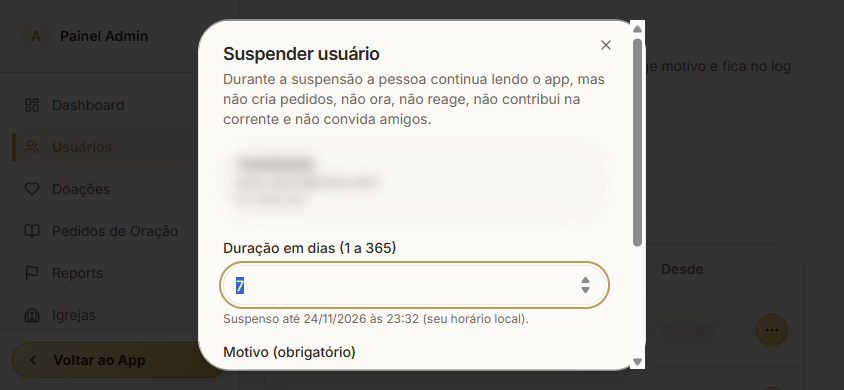 A Painel Admin
Dashboard
Usuários
Doações
Pedidos de Oração
Reports
Igrejas
Voltar ao App
Suspender usuário
Durante a suspensão a pessoa continua lendo o app, mas
não cria pedidos, não ora, não reage, não contribui na
corrente e não convida amigos.
Duração em dias (1 a 365)
7
Suspenso até 24/11/2026 às 23:32 (seu horário local).
Motivo (obrigatório)
motivo e fica no log
Desde